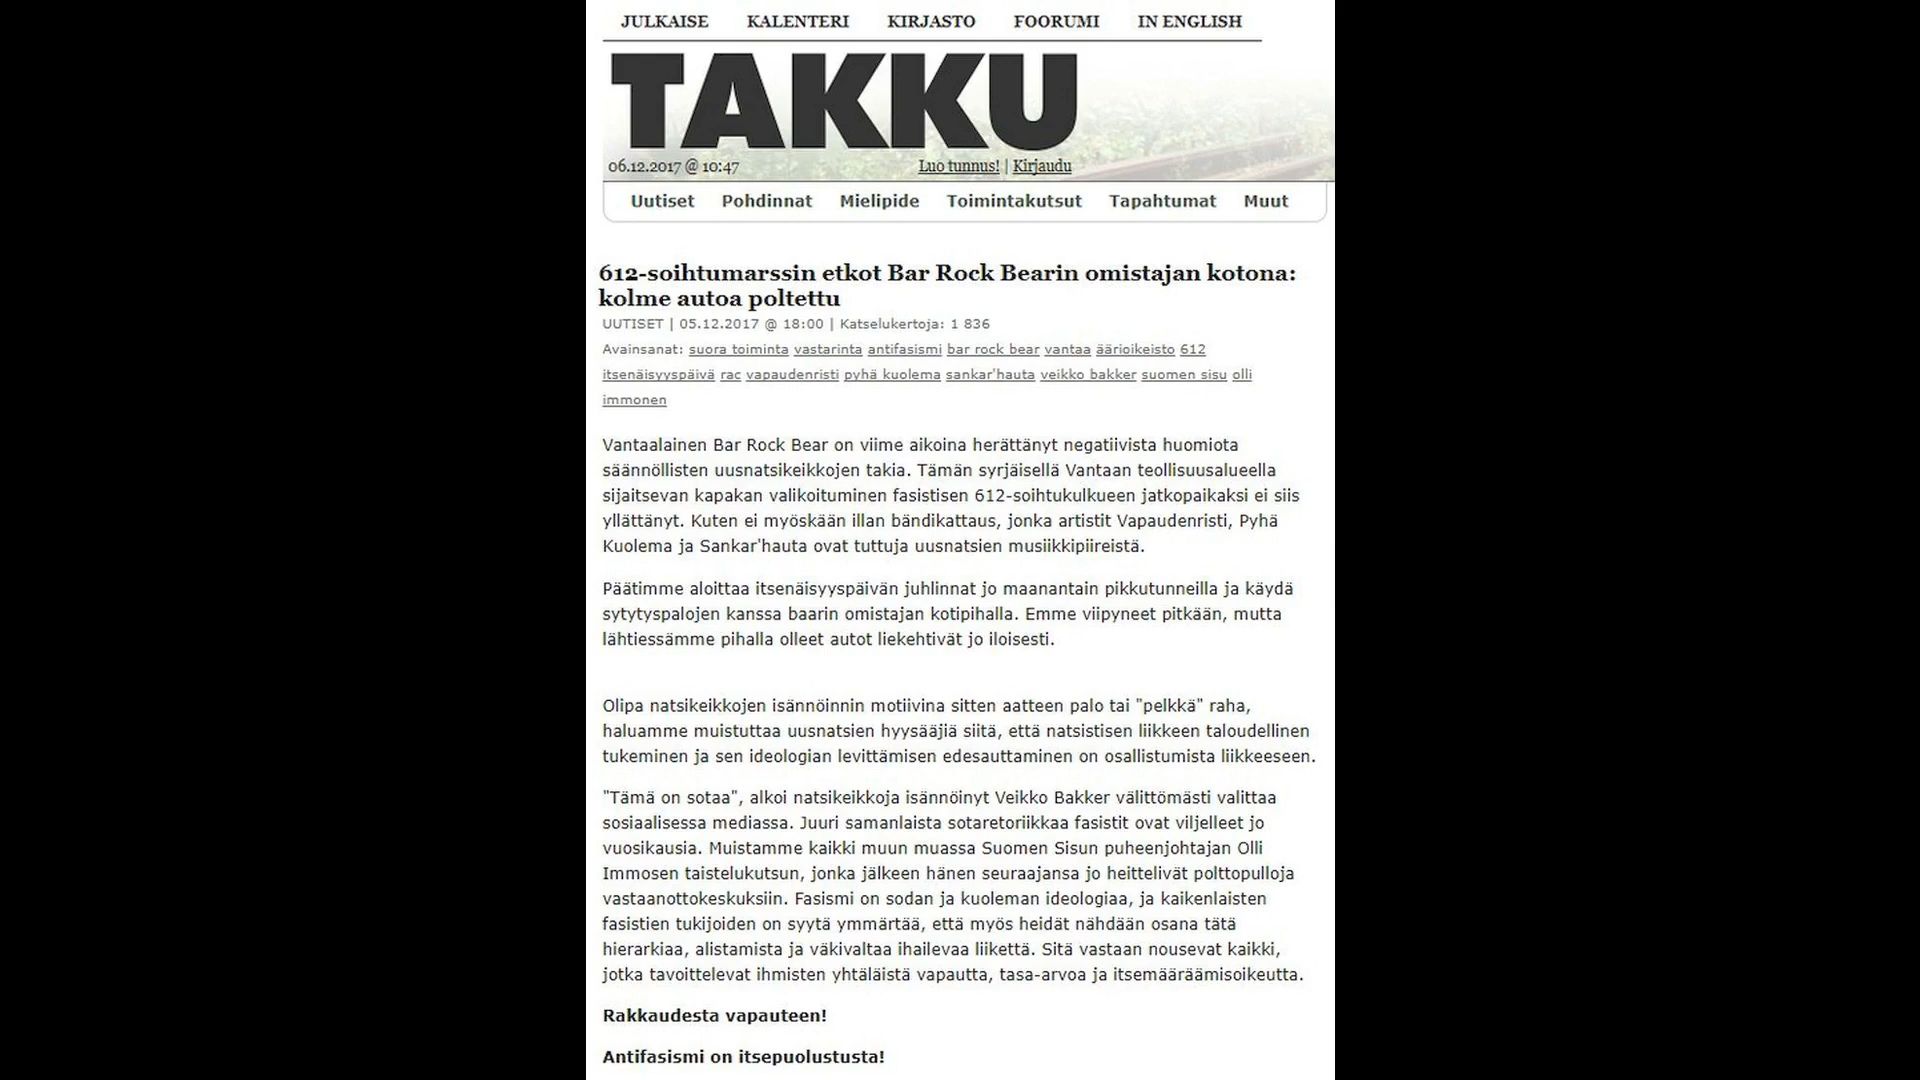 JULKAISE KALENTERI KIRJASTO FOORUMI IN ENGLISH
TAKKU
06.12.2017 @ 10:47 Luo tunnus! | Kirjaudu
Uutiset Pohdinnat Mielipide Toimintakutsut Tapahtumat Muut
612-soihtumarssin etkot Bar Rock Bearin omistajan kotona:
kolme autoa poltettu
UUTISET | 05.12.2017 @ 18:00 | Katselukertoja: 1 836
Avainsanat: suora toiminta vastarinta antifasismi bar rock bear vantaa äärioikeisto 612
itsenäisyyspäivä rac vapaudenristi pyhä kuolema sankar'hauta veikko bakker suomen sisu olli
immonen
Vantaalainen Bar Rock Bear on viime aikoina herättänyt negatiivista huomiota
säännöllisten uusnatsikeikkojen takia. Tämän syrjäisellä Vantaan teollisuusalueella
sijaitsevan kapakan valikoituminen fasistisen 612-soihtukulkueen jatkopaikaksi ei siis
yllättänyt. Kuten ei myöskään illan bändikattaus, jonka artistit Vapaudenristi, Pyhä
Kuolema ja Sankar'hauta ovat tuttuja uusnatsien musiikkipiireistä.
Päätimme aloittaa itsenäisyyspäivän juhlinnat jo maanantain pikkutunneilla ja käydä
sytytyspalojen kanssa baarin omistajan kotipihalla. Emme viipyneet pitkään, mutta
lähtiessämme pihalla olleet autot liekehtivät jo iloisesti.
Olipa natsikeikkojen isännöinnin motiivina sitten aatteen palo tai "pelkkä" raha,
haluamme muistuttaa uusnatsien hyysääjiä siitä, että natsistisen liikkeen taloudellinen
tukeminen ja sen ideologian levittämisen edesauttaminen on osallistumista liikkeeseen.
"Tämä on sotaa", alkoi natsikeikkoja isännöinyt Veikko Bakker välittömästi valittaa
sosiaalisessa mediassa. Juuri samanlaista sotaretoriikkaa fasistit ovat viljelleet jo
vuosikausia. Muistamme kaikki muun muassa Suomen Sisun puheenjohtajan Olli
Immosen taistelukutsun, jonka jälkeen hänen seuraajansa jo heittelivät polttopulloja
vastaanottokeskuksiin. Fasismi on sodan ja kuoleman ideologiaa, ja kaikenlaisten
fasistien tukijoiden on syytä ymmärtää, että myös heidät nähdään osana tätä
hierarkiaa, alistamista ja väkivaltaa ihailevaa liikettä. Sitä vastaan nousevat kaikki,
jotka tavoittelevat ihmisten yhtäläistä vapautta, tasa-arvoa ja itsemääräämisoikeutta.
Rakkaudesta vapauteen!
Antifasismi on itsepuolustusta!